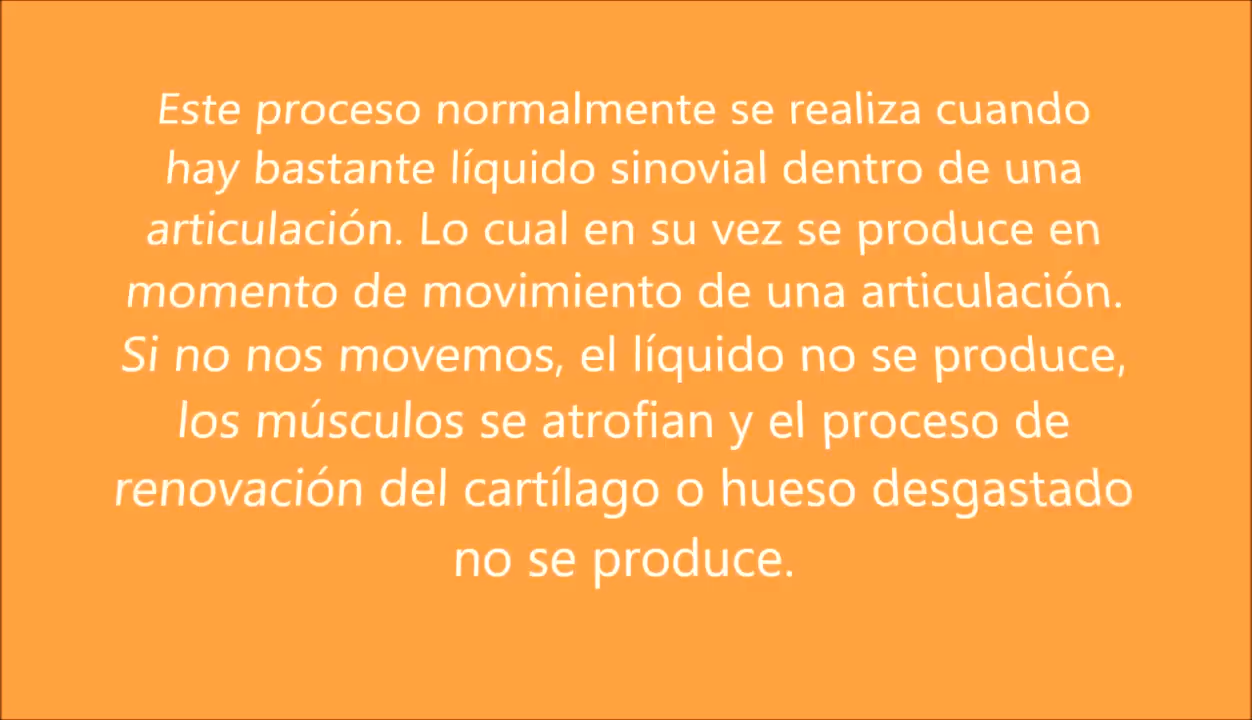 Este proceso normalmente se realiza cuando
hay bastante líquido sinovial dentro de una
articulación. Lo cual en su vez se produce en
momento de movimiento de una articulación.
Si no nos movemos, el líquido no se produce,
los músculos se atrofian y el proceso de
renovación del cartílago o hueso desgastado
no se produce.